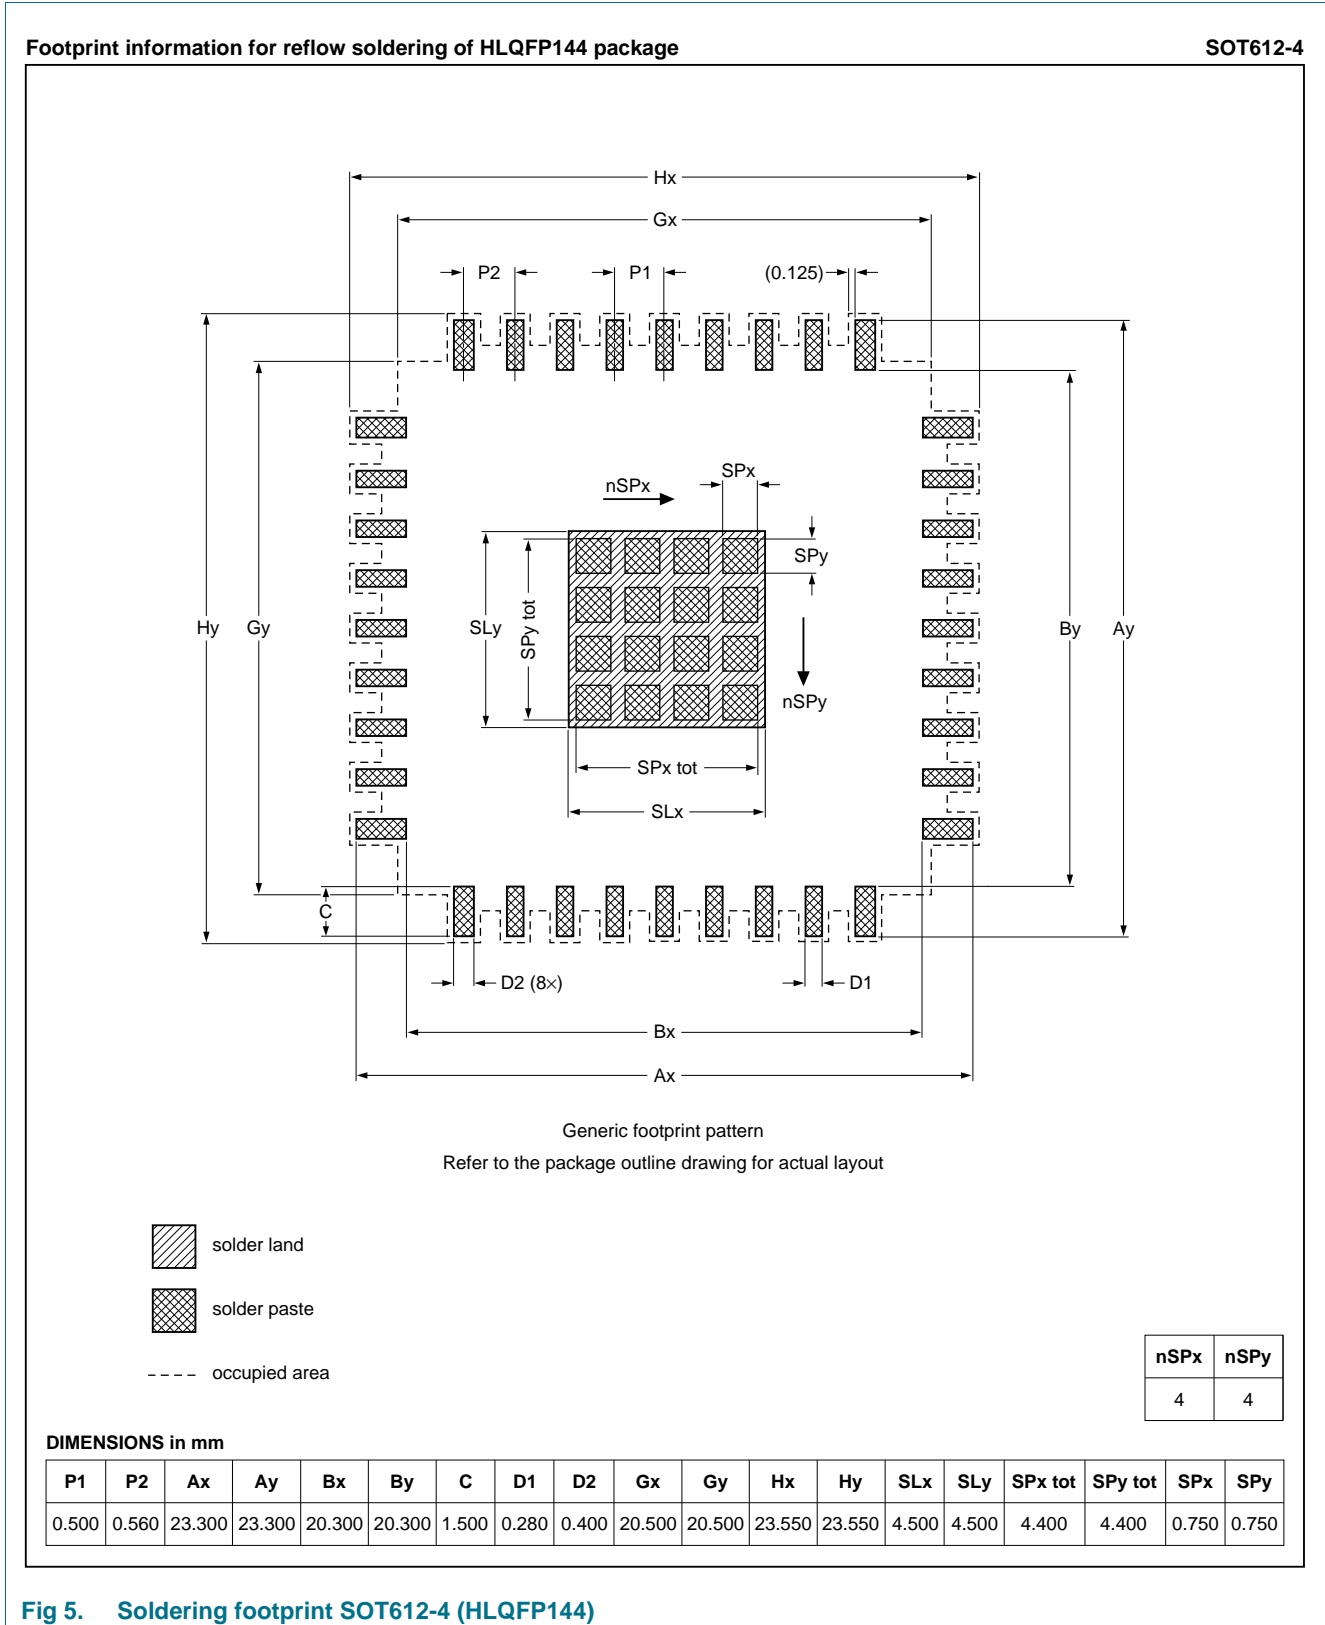 Footprint information for reflow soldering of HLQFP144 package SOT612-4
Hx
Gx
P2 P1 (0.125)
SPx
nSPx
SPy
Hy Gy SLy SPy tot By Ay
nSPy
SPx tot
SLx
C
D2 (8×) D1
Bx
Ax
Generic footprint pattern
Refer to the package outline drawing for actual layout
solder land
solder paste
occupied area
nSPx nSPy
4 4
DIMENSIONS in mm
P1 P2 Ax Ay Bx By C D1 D2 Gx Gy Hx Hy SLx SLy SPx tot SPy tot SPx SPy
0.500 0.560 23.300 23.300 20.300 20.300 1.500 0.280 0.400 20.500 20.500 23.550 23.550 4.500 4.500 4.400 4.400 0.750 0.750
Fig 5. Soldering footprint SOT612-4 (HLQFP144)